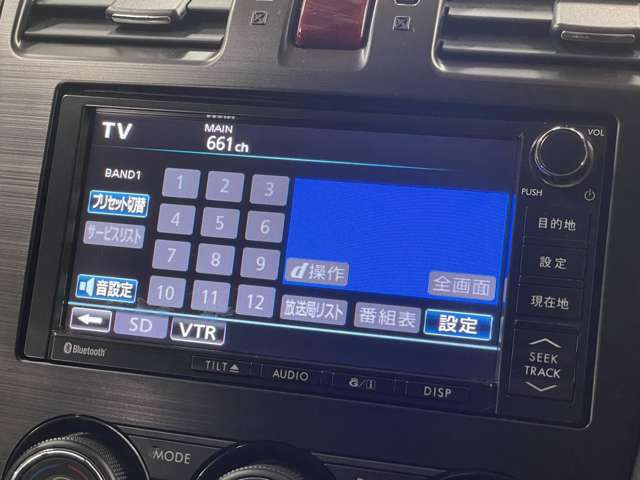 TV
MAIN
661ch
BAND1
1 2 3
プリセット切替
4 5 6
サービスリスト
7 8 9
d操作
全画面
音設定
10 11 12
放送局リスト
番組表
設定
SD
VTR
Bluetooth
TILT
AUDIO
DISP
VOL
PUSH
目的地
設定
現在地
SEEK
TRACK
MODE